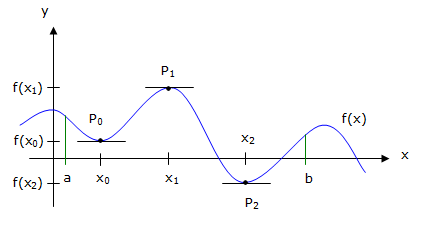 y
f(x₁)
P₁
P₀
f(x)
f(x₀)
x₂
x
f(x₂)
a
x₀
x₁
b
P₂